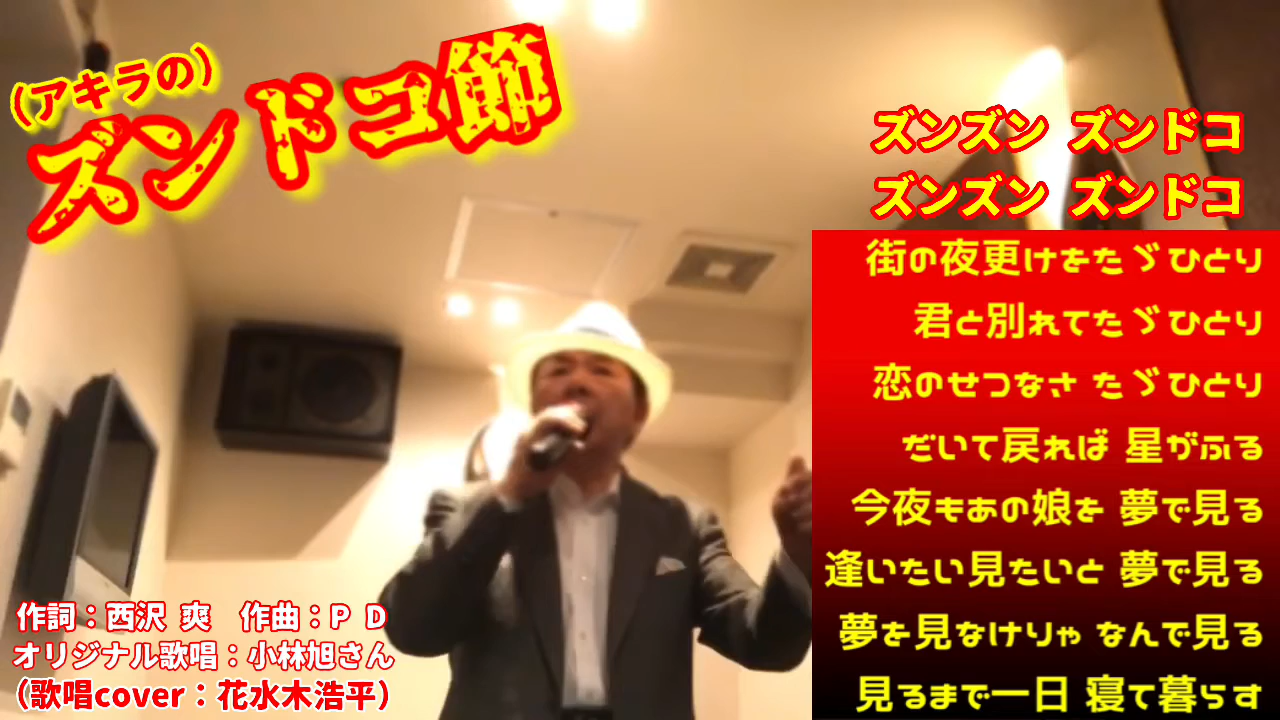 （アキラの）
ズンドコ節
ズンズン ズンドコ
ズンズン ズンドコ
街の夜更けをたゞひとり
君と別れてたゞひとり
恋のせつなさ たゞひとり
だいて戻れば 星がふる
今夜もあの娘を 夢で見る
逢いたい見たいと 夢で見る
夢を見なけりゃ なんで見る
見るまで一日 寝て暮らす
作詞：西沢 爽　作曲：P D
オリジナル歌唱：小林旭さん
（歌唱cover：花水木浩平）